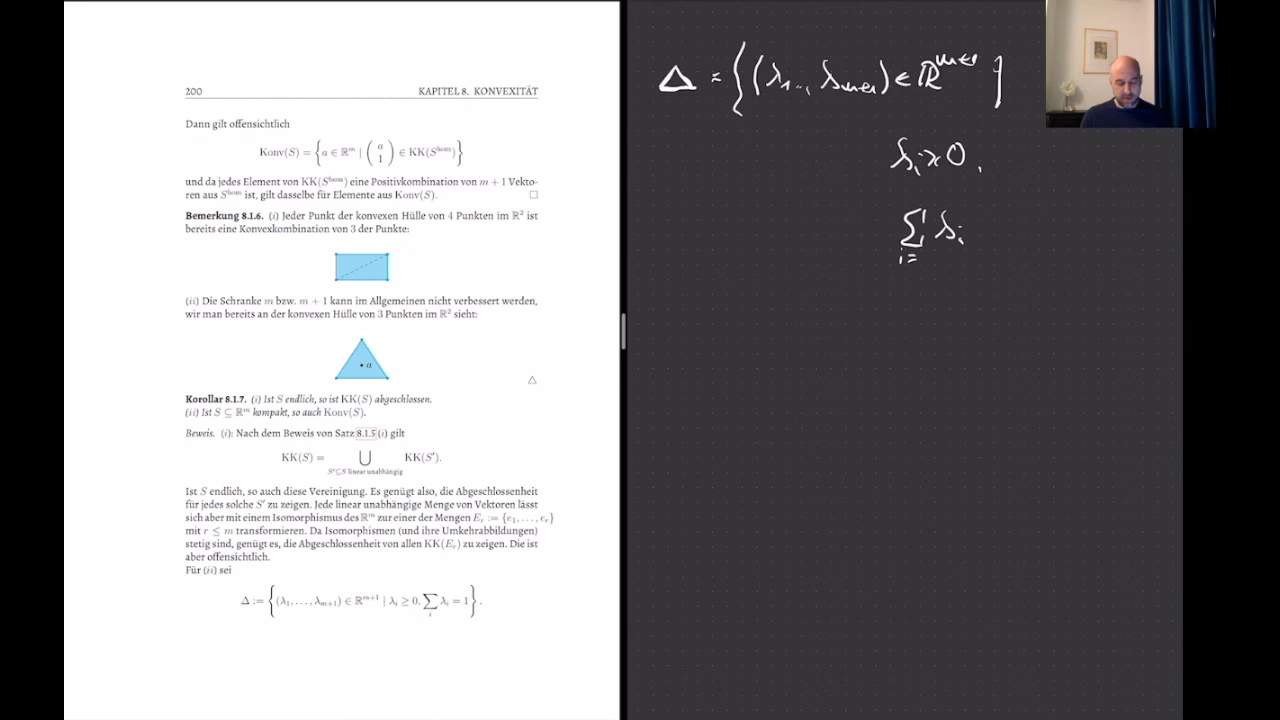 200 KAPITEL 8. KONVEXITÄT
Dann gilt offensichtlich
Konv(S) = { a ∈ ℝ^m | ( a 1 ) ∈ KK(S^hom) }
und da jedes Element von KK(S^hom) eine Positivkombination von m + 1 Vekto-
ren aus S^hom ist, gilt dasselbe für Elemente aus Konv(S). □
Bemerkung 8.1.6. (i) Jeder Punkt der konvexen Hülle von 4 Punkten im ℝ² ist
bereits eine Konvexkombination von 3 der Punkte:
(ii) Die Schranke m bzw. m + 1 kann im Allgemeinen nicht verbessert werden,
wir man bereits an der konvexen Hülle von 3 Punkten im ℝ² sieht:
a
△
Korollar 8.1.7. (i) Ist S endlich, so ist KK(S) abgeschlossen.
(ii) Ist S ⊆ ℝ^m kompakt, so auch Konv(S).
Beweis. (i): Nach dem Beweis von Satz 8.1.5 (i) gilt
KK(S) = ⋃ KK(S′).
S′⊆S linear unabhängig
Ist S endlich, so auch diese Vereinigung. Es genügt also, die Abgeschlossenheit
für jedes solche S′ zu zeigen. Jede linear unabhängige Menge von Vektoren lässt
sich aber mit einem Isomorphismus des ℝ^m zur einer der Mengen E_r := {e_1, . . . , e_r}
mit r ≤ m transformieren. Da Isomorphismen (und ihre Umkehrabbildungen)
stetig sind, genügt es, die Abgeschlossenheit von allen KK(E_r) zu zeigen. Die ist
aber offensichtlich.
Für (ii) sei
Δ := { (λ_1, . . . , λ_{m+1}) ∈ ℝ^{m+1} | λ_i ≥ 0, ∑_i λ_i = 1 } .
Δ = { (λ_1 .., λ_{m+1}) ∈ ℝ^{m+1} }
λ_i ≥ 0,
∑_{i=} λ_i